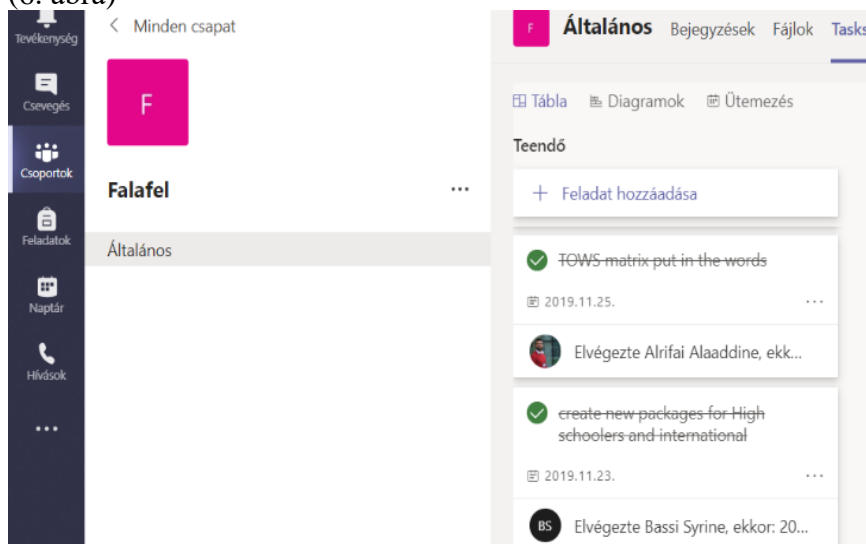 (6. ábra)
Tevékenység
Csevegés
Csoportok
Feladatok
Naptár
Hívások
< Minden csapat
F
Falafel
Általános
F Általános Bejegyzések Fájlok Tasks
Tábla Diagramok Ütemezés
Teendő
+ Feladat hozzáadása
TOWS matrix put in the words
2019.11.25.
Elvégezte Alrifai Alaaddine, ekk...
create new packages for High
schoolers and international
2019.11.23.
BS Elvégezte Bassi Syrine, ekkor: 20...